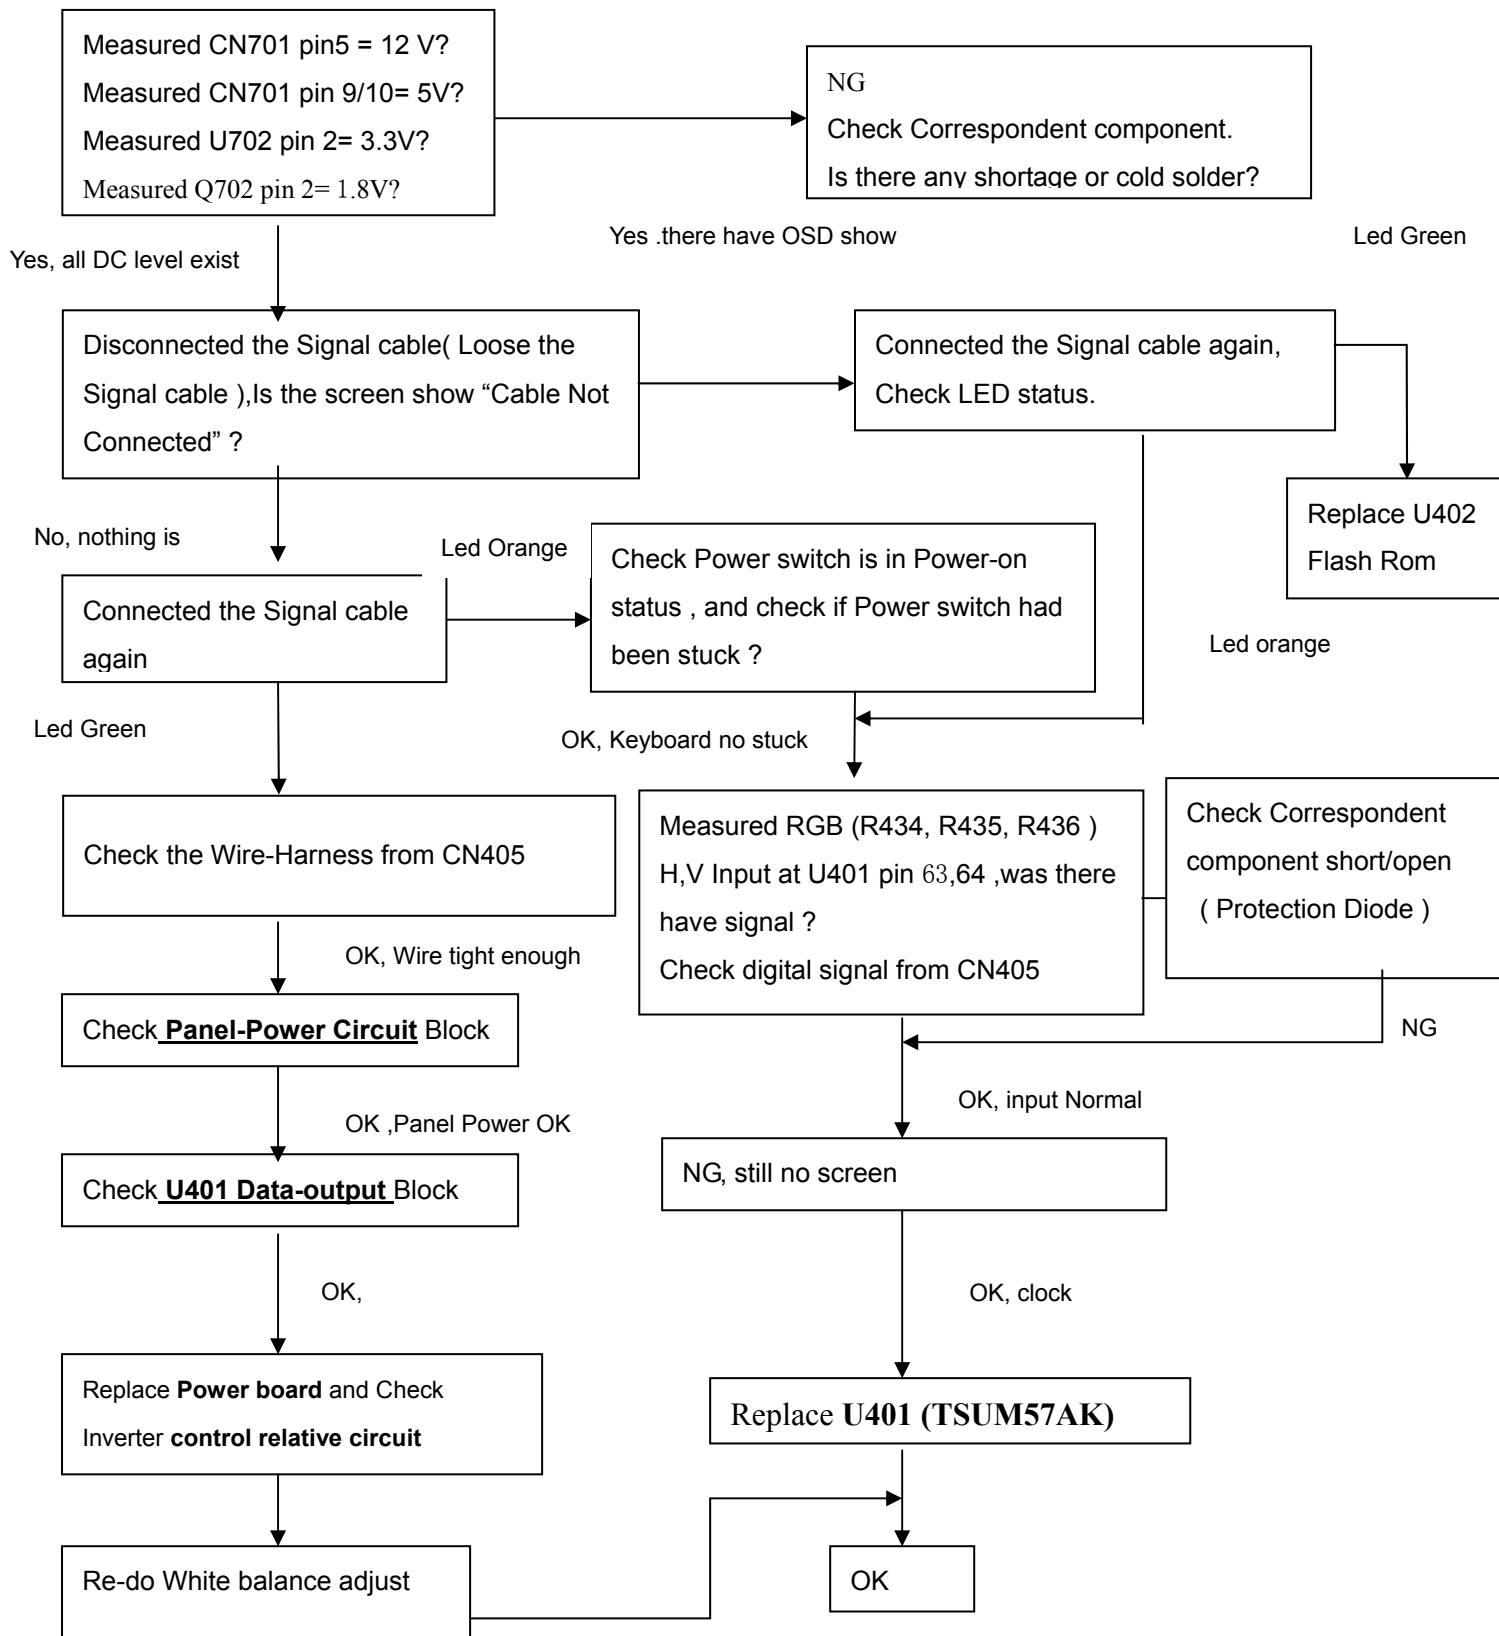 Measured CN701 pin5 = 12 V?
Measured CN701 pin 9/10= 5V?
Measured U702 pin 2= 3.3V?
Measured Q702 pin 2= 1.8V?
NG
Check Correspondent component.
Is there any shortage or cold solder?
Yes, all DC level exist
Yes .there have OSD show
Led Green
Disconnected the Signal cable( Loose the
Signal cable ),Is the screen show “Cable Not
Connected” ?
Connected the Signal cable again,
Check LED status.
Replace U402
Flash Rom
No, nothing is
Led Orange
Connected the Signal cable
again
Check Power switch is in Power-on
status , and check if Power switch had
been stuck ?
Led orange
Led Green
OK, Keyboard no stuck
Check the Wire-Harness from CN405
Measured RGB (R434, R435, R436 )
H,V Input at U401 pin 63,64 ,was there
have signal ?
Check digital signal from CN405
Check Correspondent
component short/open
( Protection Diode )
OK, Wire tight enough
NG
Check Panel-Power Circuit Block
OK, input Normal
OK ,Panel Power OK
Check U401 Data-output Block
NG, still no screen
OK,
OK, clock
Replace Power board and Check
Inverter control relative circuit
Replace U401 (TSUM57AK)
Re-do White balance adjust
OK